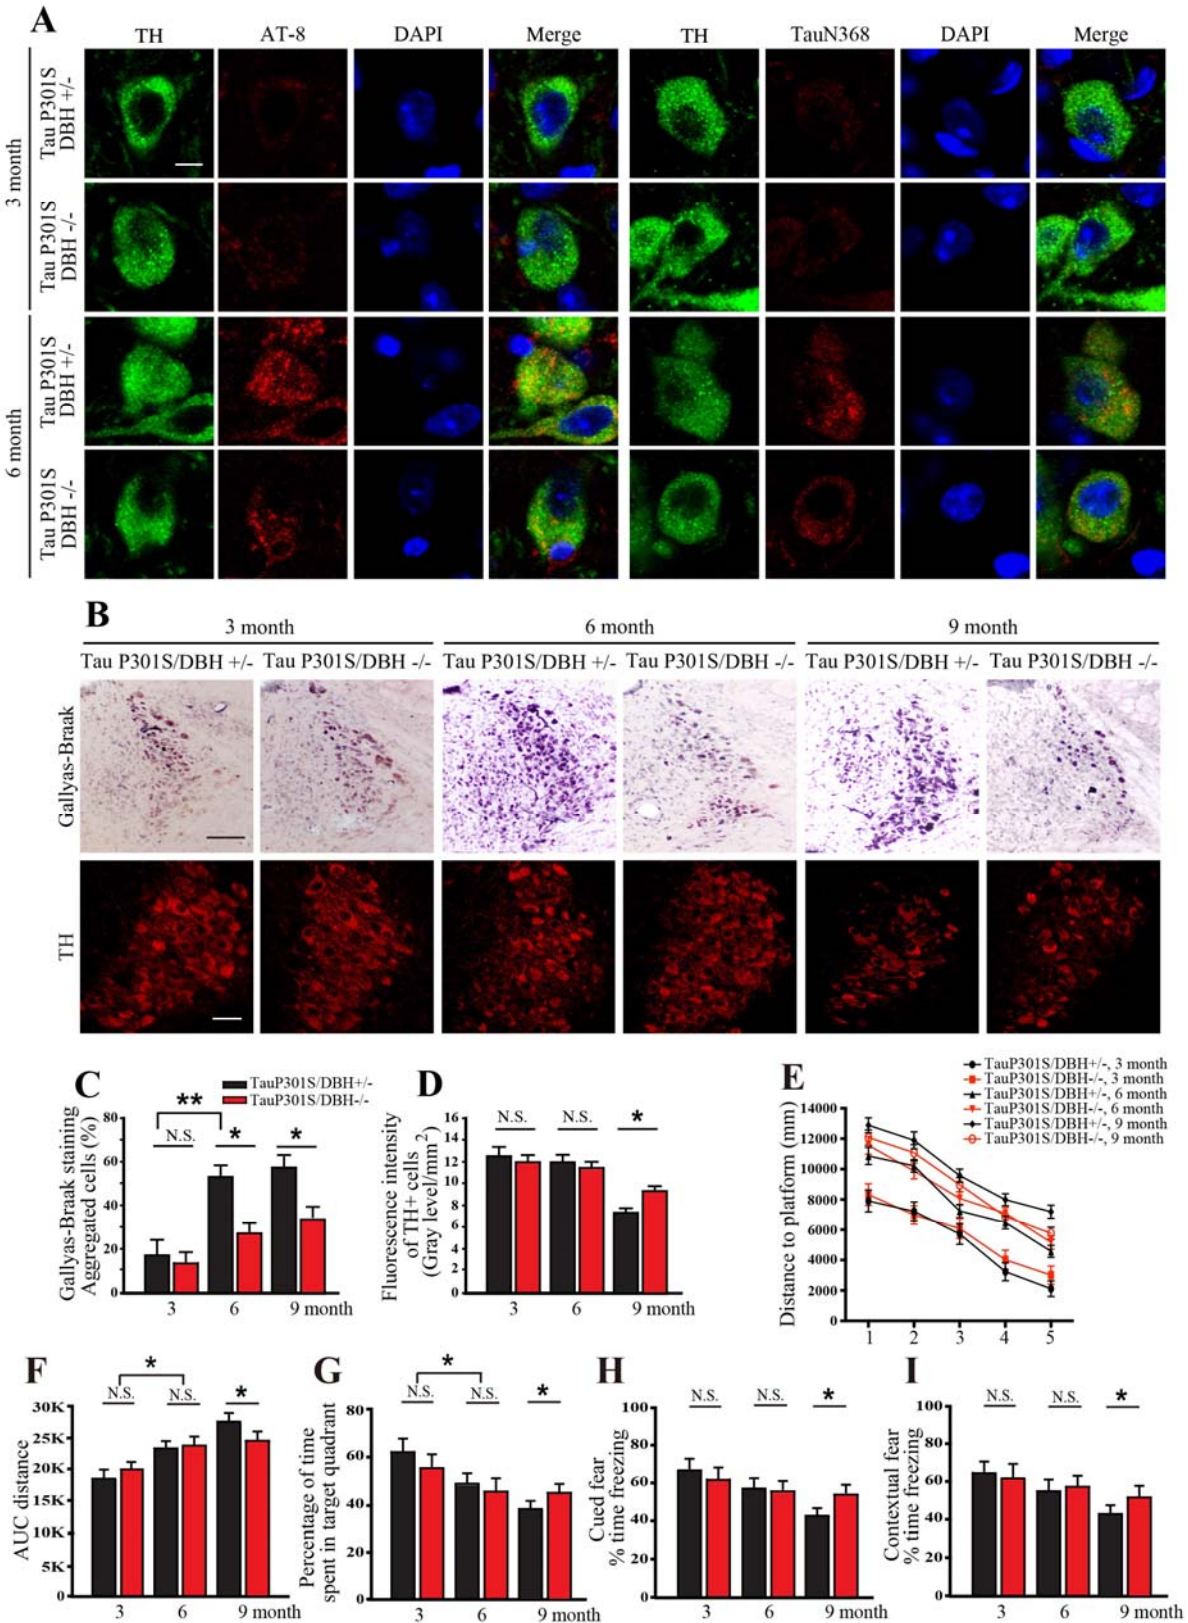 A
TH AT-8 DAPI Merge TH TauN368 DAPI Merge
3 month
Tau P301S
DBH +/-
Tau P301S
DBH -/-
6 month
Tau P301S
DBH +/-
Tau P301S
DBH -/-
B
3 month 6 month 9 month
Tau P301S/DBH +/- Tau P301S/DBH -/- Tau P301S/DBH +/- Tau P301S/DBH -/- Tau P301S/DBH +/- Tau P301S/DBH -/-
Gallyas-Braak
TH
C
TauP301S/DBH+/-
TauP301S/DBH-/-
**
N.S. * *
Gallyas-Braak staining
Aggregated cells (%)
80
60
40
20
0
3 6 9 month
D
N.S. N.S. *
Fluorescence intensity
of TH+ cells
(Gray level/mm2)
16
14
12
10
8
6
4
2
0
3 6 9 month
E
TauP301S/DBH+/-, 3 month
TauP301S/DBH-/-, 3 month
TauP301S/DBH+/-, 6 month
TauP301S/DBH-/-, 6 month
TauP301S/DBH+/-, 9 month
TauP301S/DBH-/-, 9 month
Distance to platform (mm)
14000
12000
10000
8000
6000
4000
2000
0
1 2 3 4 5
F
*
N.S. N.S. *
AUC distance
30K
25K
20K
15K
10K
5K
0
3 6 9 month
G
*
N.S. N.S. *
Percentage of time
spent in target quadrant
80
60
40
20
0
3 6 9 month
H
N.S. N.S. *
Cued fear
% time freezing
100
80
60
40
20
0
3 6 9 month
I
N.S. N.S. *
Contextual fear
% time freezing
100
80
60
40
20
0
3 6 9 month